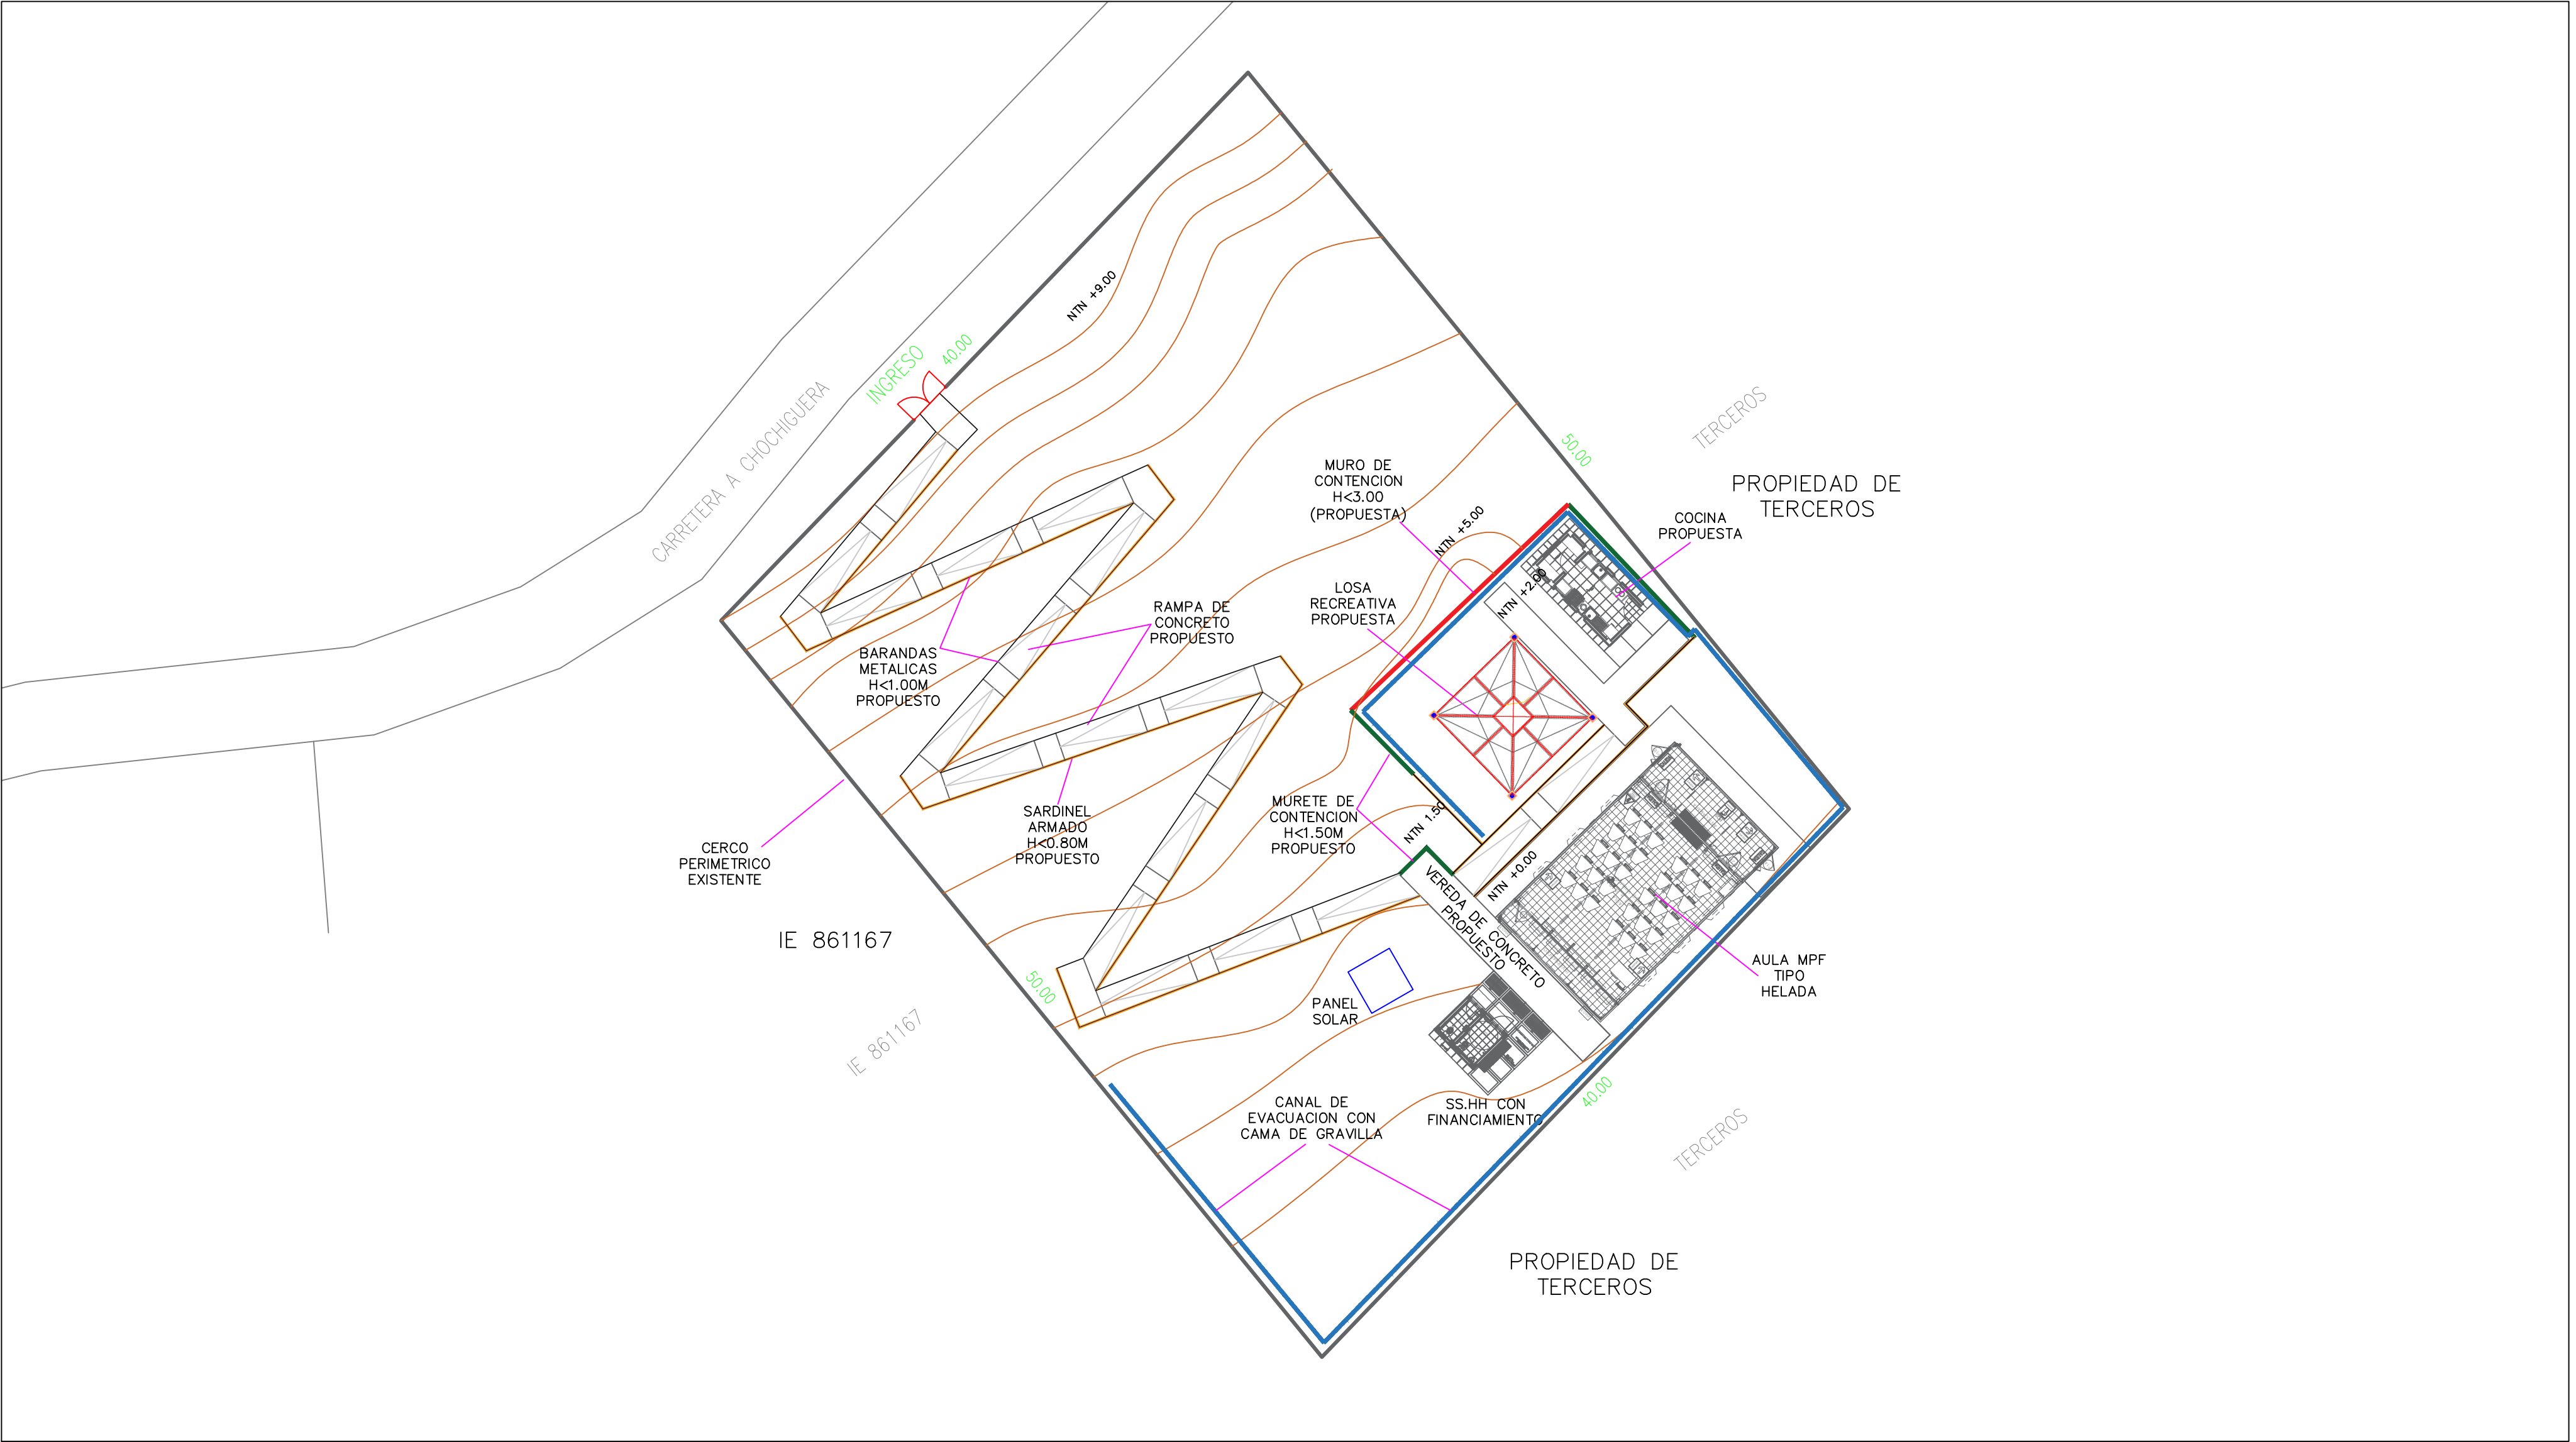 NTN +9.00
INGRESO
40.00
CARRETERA A CHOCHIGUERA
TERCEROS
50.00
PROPIEDAD DE
TERCEROS
MURO DE
CONTENCION
H<3.00
(PROPUESTA)
NTN +5.00
COCINA
PROPUESTA
NTN +2.00
LOSA
RECREATIVA
PROPUESTA
RAMPA DE
CONCRETO
PROPUESTO
BARANDAS
METALICAS
H<1.00M
PROPUESTO
SARDINEL
ARMADO
H<0.80M
PROPUESTO
MURETE DE
CONTENCION
H<1.50M
PROPUESTO
NTN 1.50
CERCO
PERIMETRICO
EXISTENTE
NTN +0.00
VEREDA DE CONCRETO
PROPUESTO
IE 861167
AULA MPF
TIPO
HELADA
50.00
PANEL
SOLAR
IE 861167
CANAL DE
EVACUACION CON
CAMA DE GRAVILLA
SS.HH CON
FINANCIAMIENTO
40.00
TERCEROS
PROPIEDAD DE
TERCEROS